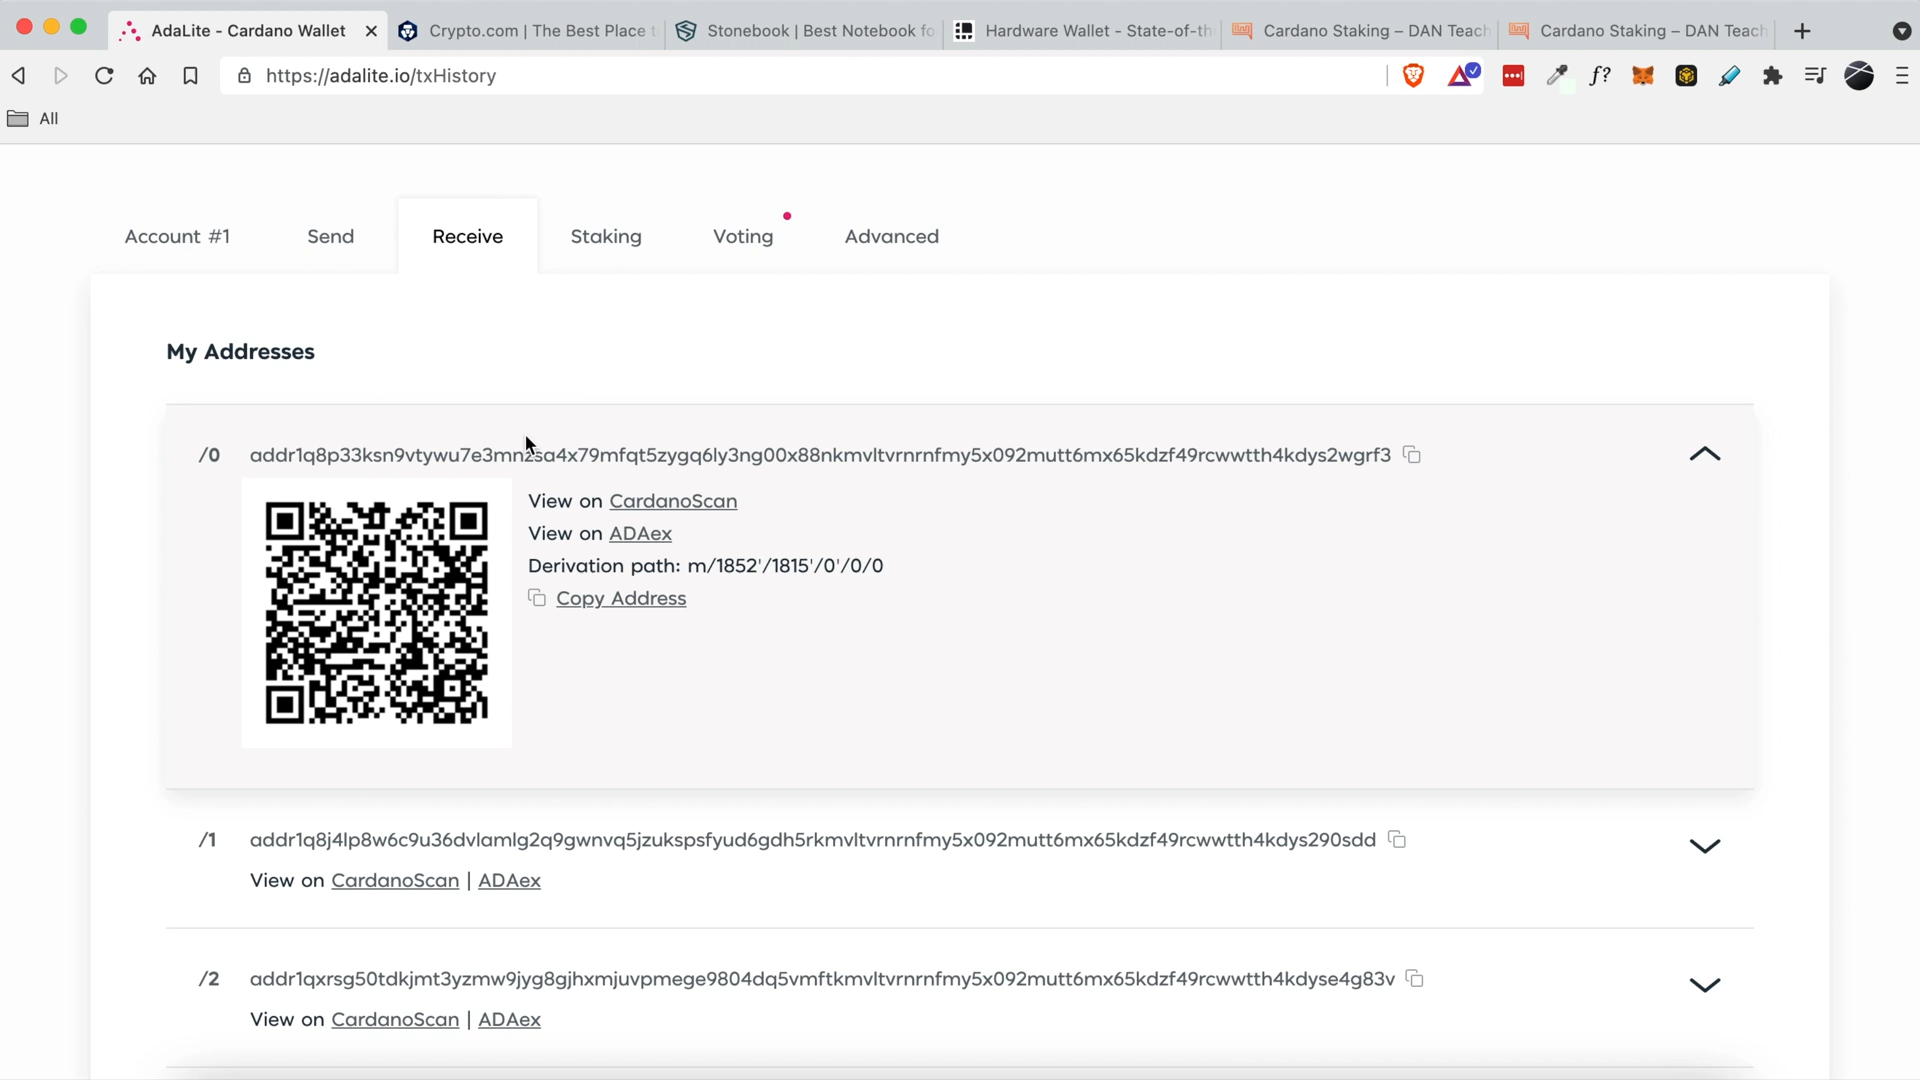 AdaLite - Cardano Wallet
Crypto.com | The Best Place t
Stonebook | Best Notebook fo
Hardware Wallet - State-of-th
Cardano Staking – DAN Teach
Cardano Staking – DAN Teach
https://adalite.io/txHistory
f?
All
Account #1
Send
Receive
Staking
Voting
Advanced
My Addresses
/0 addr1q8p33ksn9vtywu7e3mnzsa4x79mfqt5zygq6ly3ng00x88nkmvltvrnrnfmy5x092mutt6mx65kdzf49rcwwtth4kdys2wgrf3
View on CardanoScan
View on ADAex
Derivation path: m/1852'/1815'/0'/0/0
Copy Address
/1 addr1q8j4lp8w6c9u36dvlamlg2q9gwnvq5jzukspsfyud6gdh5rkmvltvrnrnfmy5x092mutt6mx65kdzf49rcwwtth4kdys290sdd
View on CardanoScan | ADAex
/2 addr1qxrsg50tdkjmt3yzmw9jyg8gjhxmjuvpmege9804dq5vmftkmvltvrnrnfmy5x092mutt6mx65kdzf49rcwwtth4kdyse4g83v
View on CardanoScan | ADAex